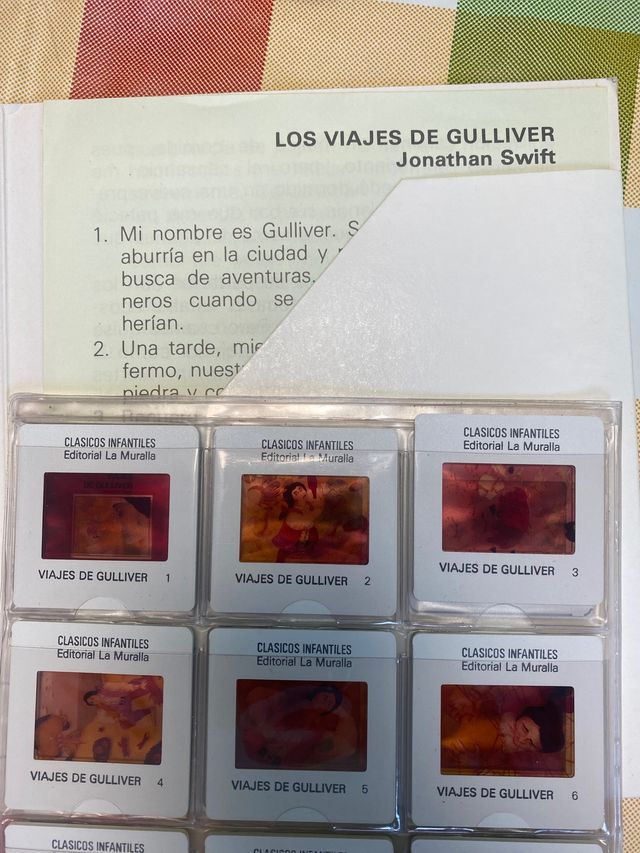 LOS VIAJES DE GULLIVER
Jonathan Swift
1. Mi nombre es Gulliver.
aburría en la ciudad y
busca de aventuras.
neros cuando se
herían.
2. Una tarde,
fermo,
piedra y
CLASICOS INFANTILES
Editorial La Muralla
VIAJES DE GULLIVER 1
CLASICOS INFANTILES
Editorial La Muralla
VIAJES DE GULLIVER 2
CLASICOS INFANTILES
Editorial La Muralla
VIAJES DE GULLIVER 3
CLASICOS INFANTILES
Editorial La Muralla
VIAJES DE GULLIVER 4
CLASICOS INFANTILES
Editorial La Muralla
VIAJES DE GULLIVER 5
CLASICOS INFANTILES
Editorial La Muralla
VIAJES DE GULLIVER 6
CLASICOS INFANTILES